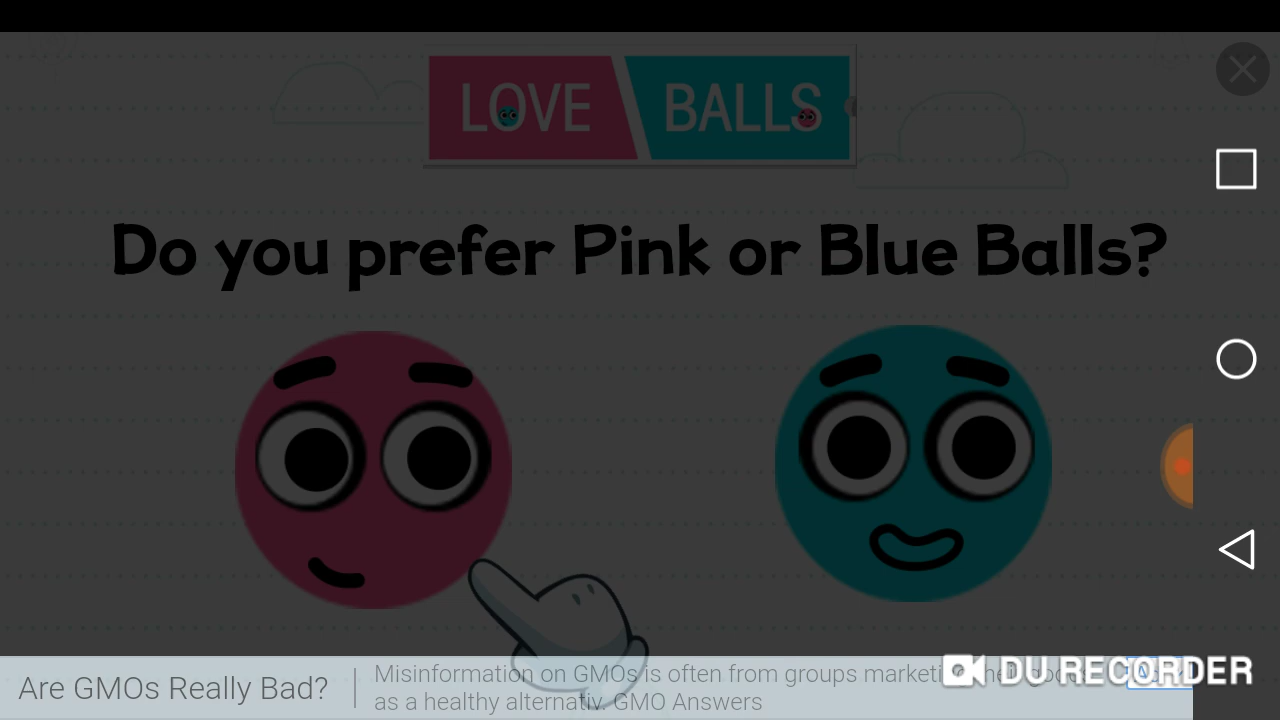 LOVE BALLS
Do you prefer Pink or Blue Balls?
Are GMOs Really Bad?
Misinformation on GMOs is often from groups
as a healthy alternativ. GMO Answers
DU RECORDER